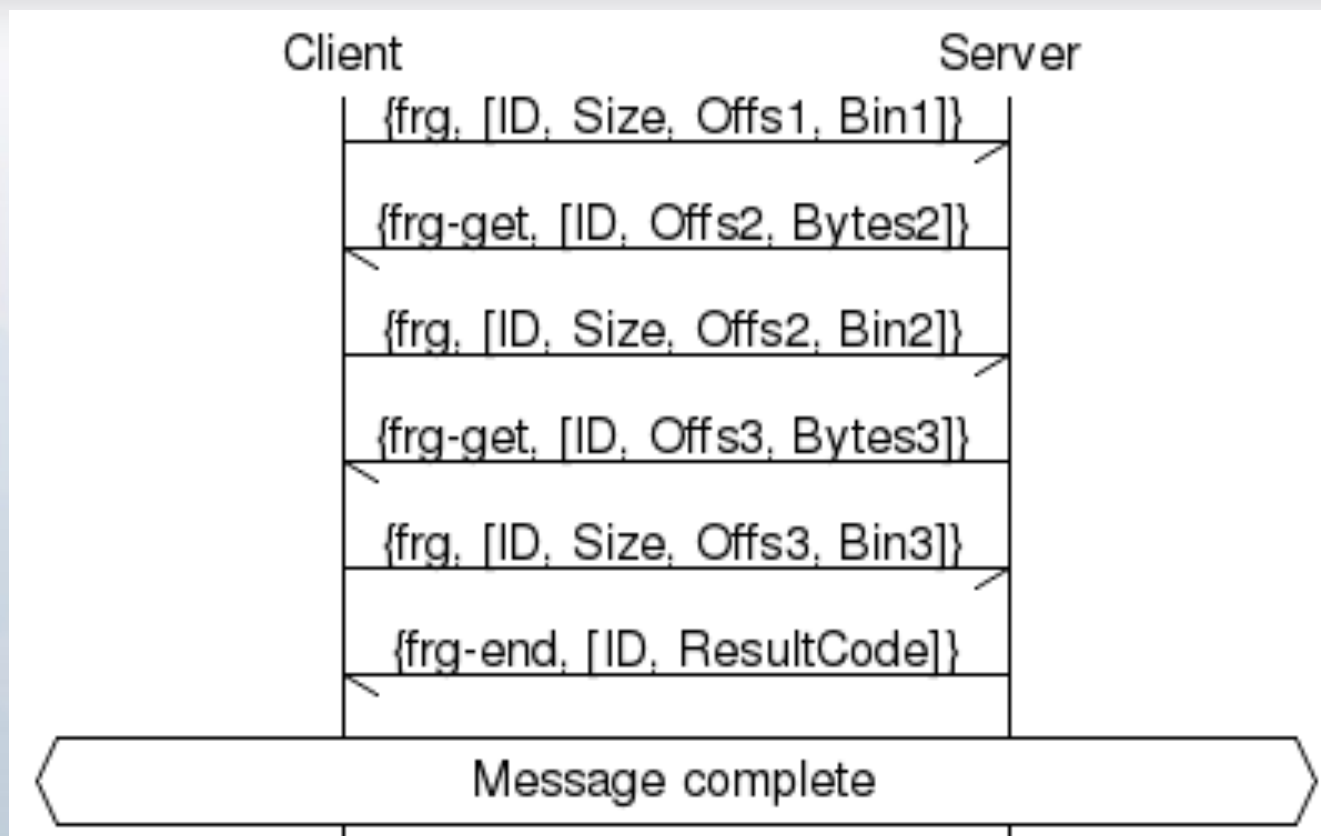 Client Server
{frg, [ID, Size, Offs1, Bin1]}
{frg-get, [ID, Offs2, Bytes2]}
{frg, [ID, Size, Offs2, Bin2]}
{frg-get, [ID, Offs3, Bytes3]}
{frg, [ID, Size, Offs3, Bin3]}
{frg-end, [ID, ResultCode]}
Message complete